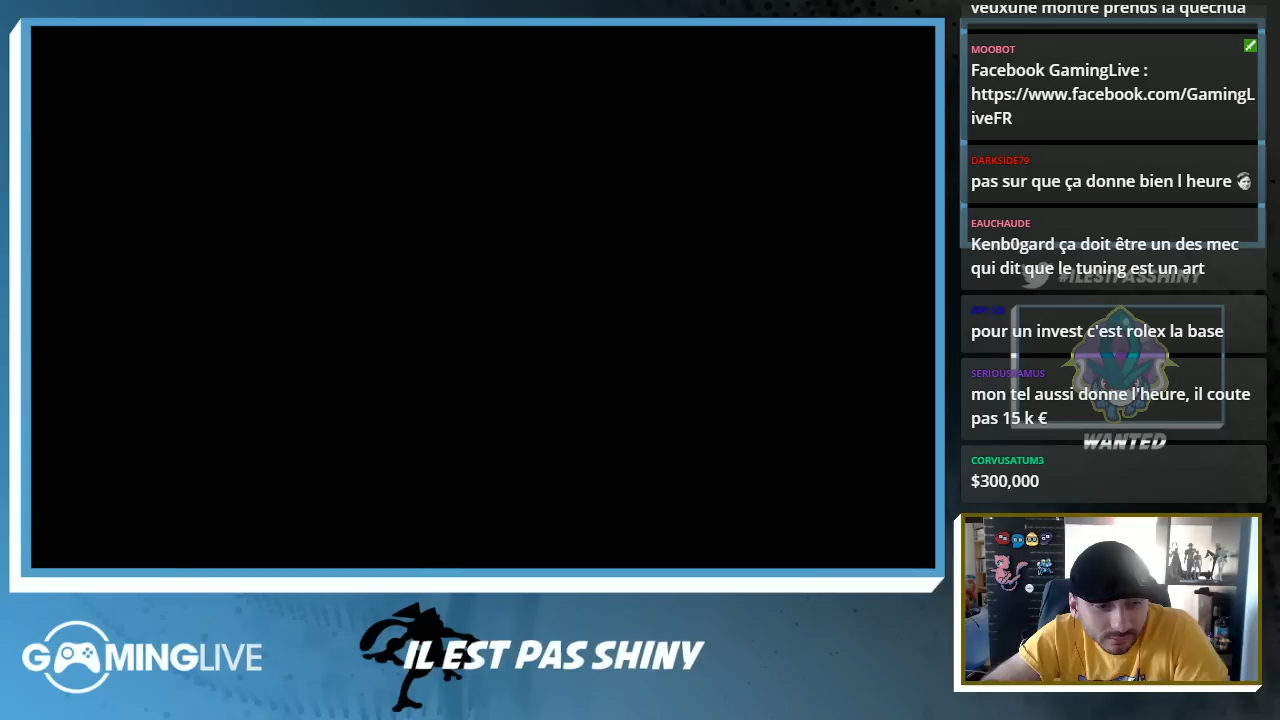 veuxune montre prends la quechua
MOOBOT
Facebook GamingLive :
https://www.facebook.com/GamingL
iveFR
DARKSIDE79
pas sur que ça donne bien l heure
EAUCHAUDE
Kenb0gard ça doit être un des mec
qui dit que le tuning est un art
#ILESTPASSHINY
pour un invest c'est rolex la base
mon tel aussi donne l'heure, il coute
pas 15 k €
WANTED
CORVUSATUM3
$300,000
GAMINGLIVE
IL EST PAS SHINY